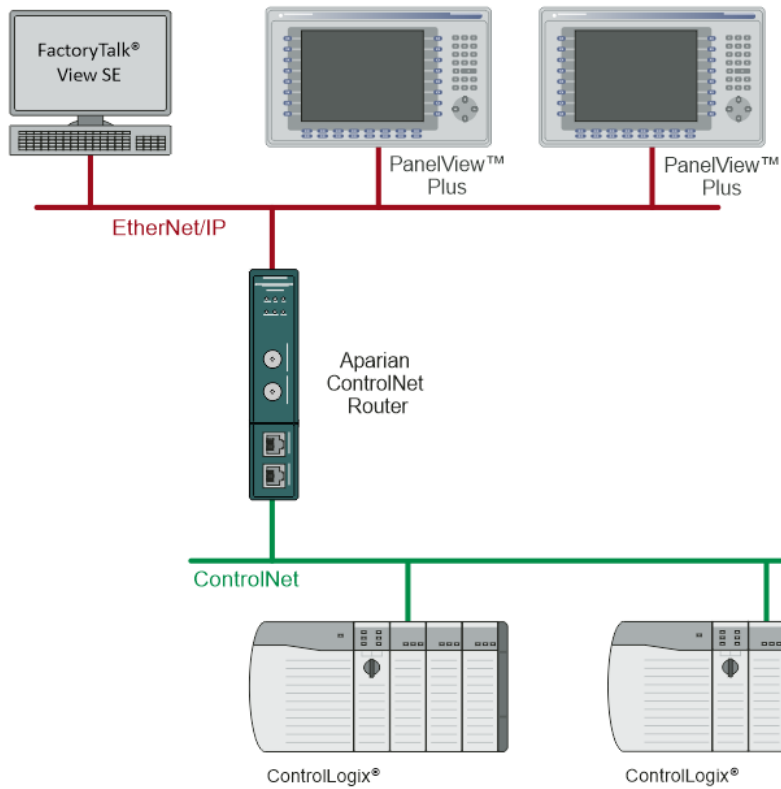 FactoryTalk®
View SE
PanelView™
Plus
PanelView™
Plus
EtherNet/IP
Aparian
ControlNet
Router
ControlNet
ControlLogix®
ControlLogix®